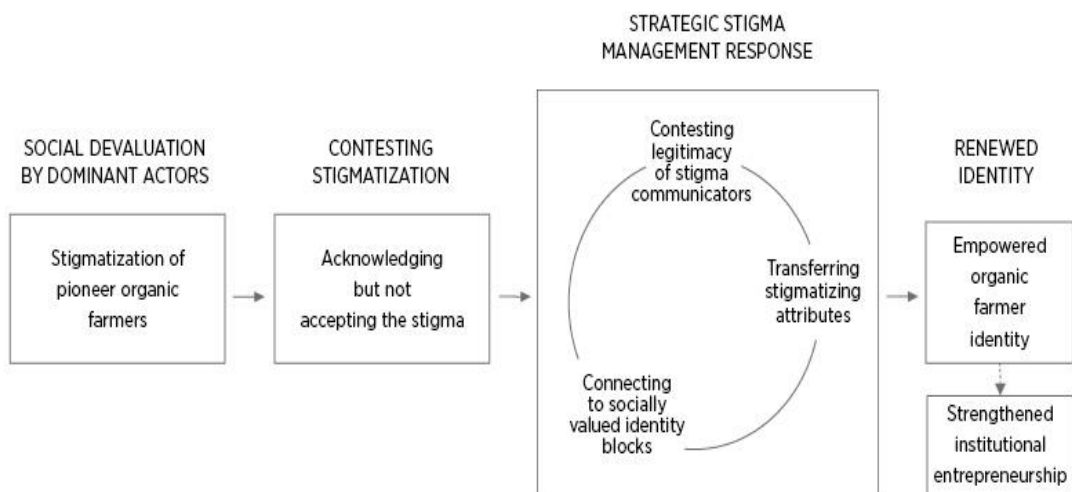 STRATEGIC STIGMA
MANAGEMENT RESPONSE
SOCIAL DEVALUATION
BY DOMINANT ACTORS
CONTESTING
STIGMATIZATION
RENEWED
IDENTITY
Stigmatization of
pioneer organic
farmers
Acknowledging
but not
accepting the stigma
Contesting
legitimacy
of stigma
communicators
Transferring
stigmatizing
attributes
Connecting
to socially
valued identity
blocks
Empowered
organic
farmer
identity
Strengthened
institutional
entrepreneurship